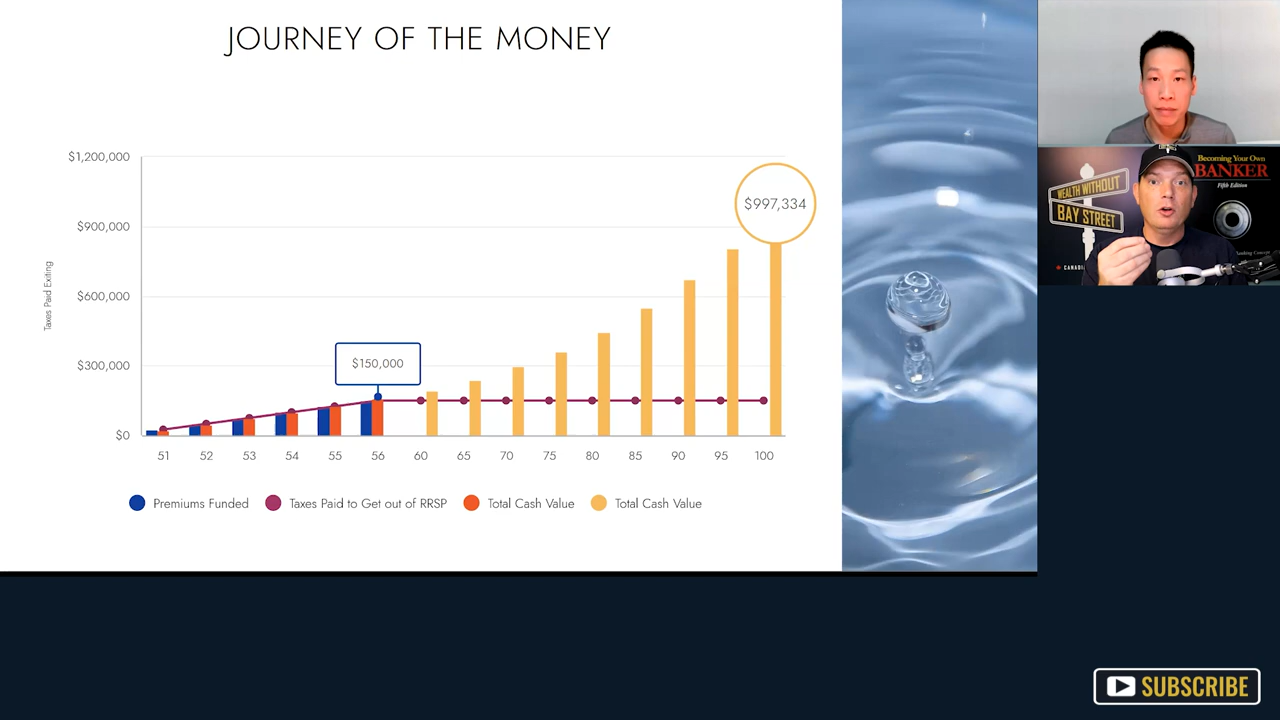 JOURNEY OF THE MONEY
Taxes Paid Exiting
$1,200,000
$900,000
$600,000
$300,000
$0
$150,000
$997,334
51 52 53 54 55 56 60 65 70 75 80 85 90 95 100
Premiums Funded
Taxes Paid to Get out of RRSP
Total Cash Value
Total Cash Value
WEALTH WITHOUT
BAY STREET
Becoming Your Own
BANKER
Fifth Edition
SUBSCRIBE